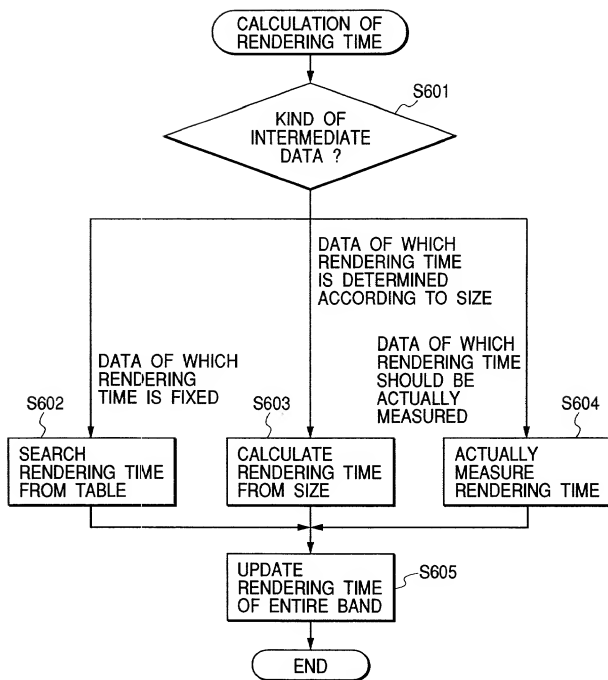 CALCULATION OF
RENDERING TIME
S601
KIND OF
INTERMEDIATE
DATA ?
DATA OF WHICH
RENDERING TIME
IS DETERMINED
ACCORDING TO SIZE
DATA OF WHICH
RENDERING
TIME IS FIXED
DATA OF WHICH
RENDERING TIME
SHOULD BE
ACTUALLY
MEASURED
S602
SEARCH
RENDERING TIME
FROM TABLE
S603
CALCULATE
RENDERING TIME
FROM SIZE
S604
ACTUALLY
MEASURE
RENDERING TIME
S605
UPDATE
RENDERING TIME
OF ENTIRE BAND
END